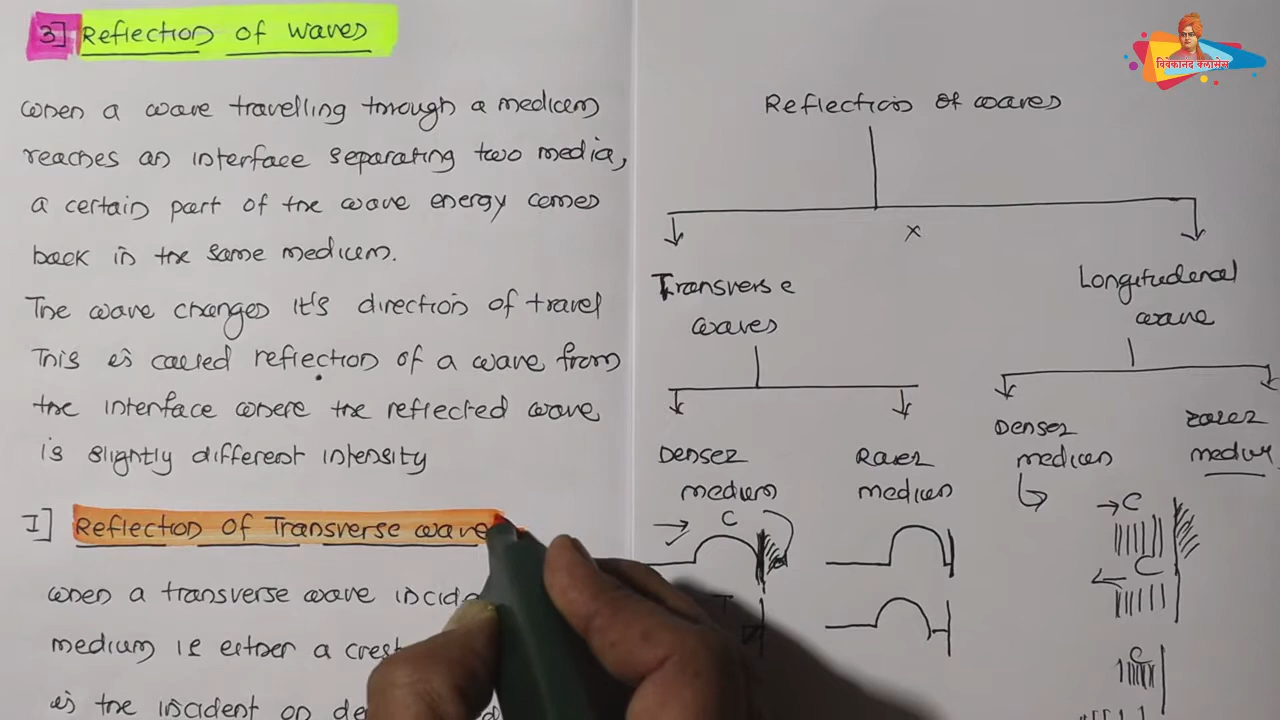 3] Reflection of waves
when a wave travelling through a medium
reaches an interface separating two media,
a certain part of the wave energy comes
back in the same medium.
The wave changes it's direction of travel
This is called reflection of a wave from
the interface where the reflected wave
is slightly different intensity
I] Reflection of Transverse wave
when a transverse wave incide
medium ie either a crest
is the incident on de
विवेकानंद क्लासेस
Reflection of waves
x
Transverse
waves
Longitudenal
wave
Denser
medium
Rarer
medium
Denser
medium
rarer
medium
C
C
C
C